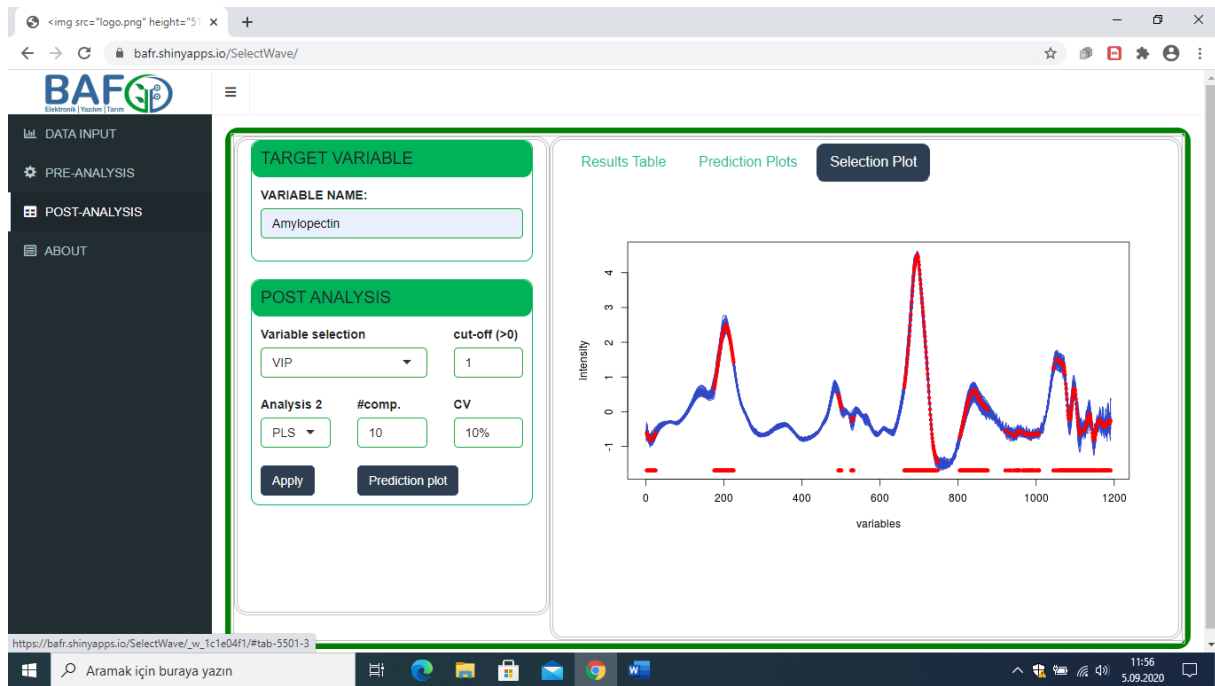 <img src="logo.png" height="51
bafr.shinyapps.io/SelectWave/
BAF
Elektronik | Yazılım | Tarım
DATA INPUT
PRE-ANALYSIS
POST-ANALYSIS
ABOUT
TARGET VARIABLE
VARIABLE NAME:
Amylopectin
POST ANALYSIS
Variable selection cut-off (>0)
VIP 1
Analysis 2 #comp. CV
PLS 10 10%
Apply Prediction plot
Results Table Prediction Plots Selection Plot
4
3
2
1
0
-1
intensity
0 200 400 600 800 1000 1200
variables
https://bafr.shinyapps.io/SelectWave/_w_1c1e04f1/#tab-5501-3
Aramak için buraya yazın
11:56
5.09.2020